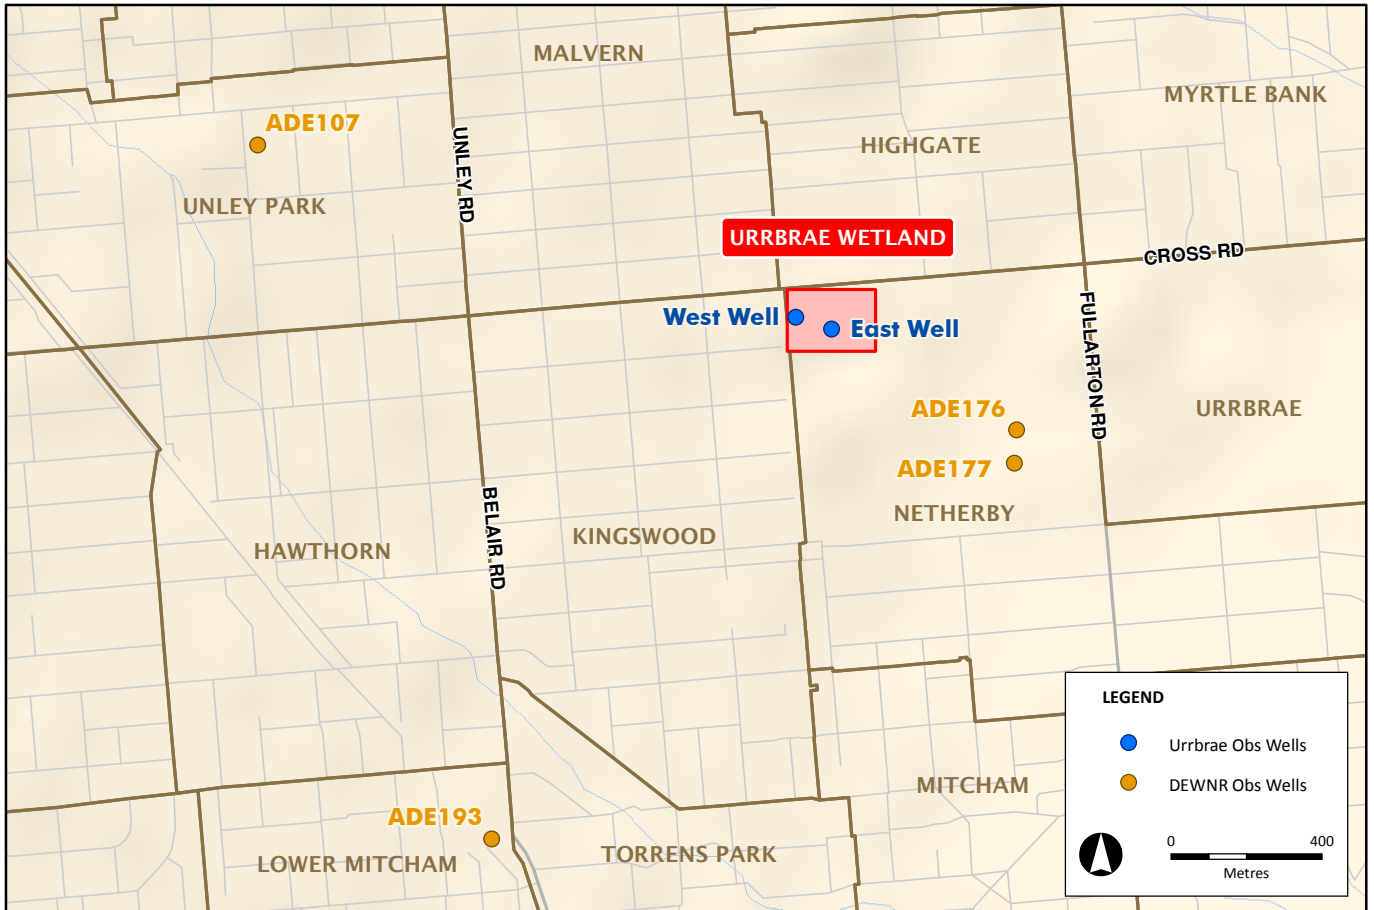 MALVERN
MYRTLE BANK
ADE107
HIGHGATE
UNLEY RD
UNLEY PARK
URRBRAE WETLAND
CROSS RD
West Well
East Well
FULLARTON RD
ADE176
URRBRAE
ADE177
NETHERBY
BELAIR RD
KINGSWOOD
HAWTHORN
LEGEND
Urrbrae Obs Wells
DEWNR Obs Wells
0 400
Metres
MITCHAM
ADE193
LOWER MITCHAM
TORRENS PARK